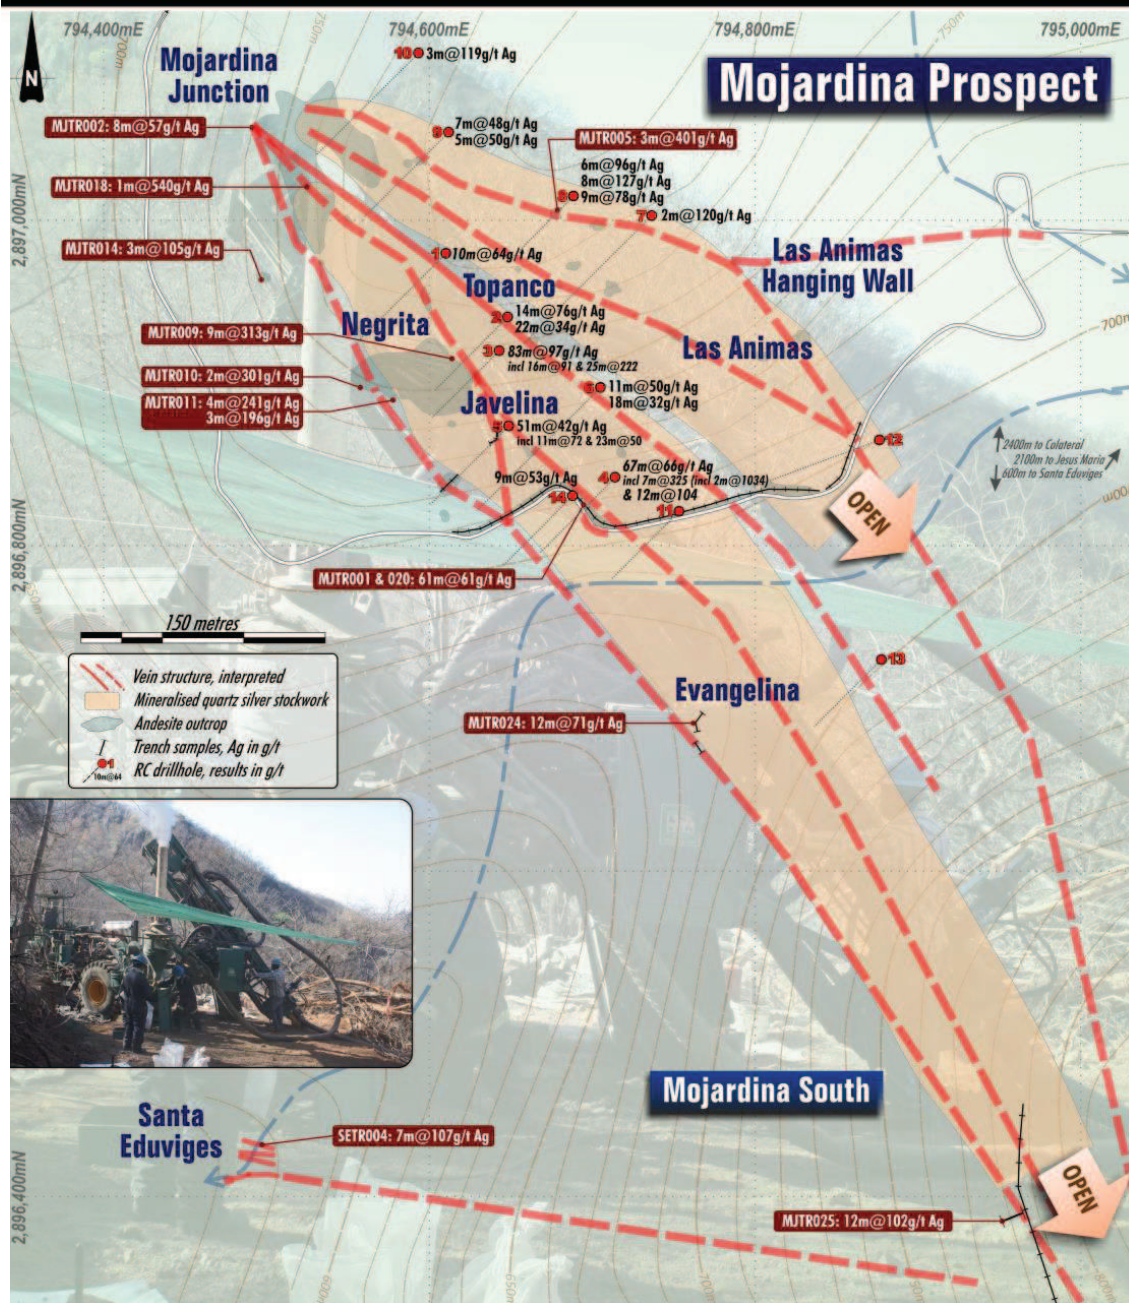 794,400mE
794,600mE
794,800mE
795,000mE
750m
700m
750m
N
Mojardina
Junction
Mojardina Prospect
10 3m@119g/t Ag
MJTR002: 8m@57g/t Ag
9 7m@48g/t Ag
5m@50g/t Ag
MJTR005: 3m@401g/t Ag
6m@96g/t Ag
8m@127g/t Ag
8 9m@78g/t Ag
MJTR018: 1m@540g/t Ag
7 2m@120g/t Ag
2,897,000mN
MJTR014: 3m@105g/t Ag
1 10m@64g/t Ag
Las Animas
Hanging Wall
Topanco
2 14m@76g/t Ag
22m@34g/t Ag
Negrita
700m
MJTR009: 9m@313g/t Ag
3 83m@97g/t Ag
incl 16m@91 & 25m@222
Las Animas
MJTR010: 2m@301g/t Ag
6 11m@50g/t Ag
18m@32g/t Ag
MJTR011: 4m@241g/t Ag
3m@196g/t Ag
Javelina
5 51m@42g/t Ag
incl 11m@72 & 23m@50
12
2400m to Colateral
2100m to Jesus Maria
600m to Santa Eduviges
9m@53g/t Ag
67m@66g/t Ag
4 incl 7m@325 (incl 2m@1034)
& 12m@104
14
11
OPEN
2,896,800mN
MJTR001 & 020: 61m@61g/t Ag
150 metres
Vein structure, interpreted
Mineralised quartz silver stockwork
Andesite outcrop
Trench samples, Ag in g/t
1
10m@64
RC drillhole, results in g/t
13
Evangelina
MJTR024: 12m@71g/t Ag
Mojardina South
Santa
Eduviges
SETR004: 7m@107g/t Ag
OPEN
2,896,400mN
MJTR025: 12m@102g/t Ag
600m
650m
700m